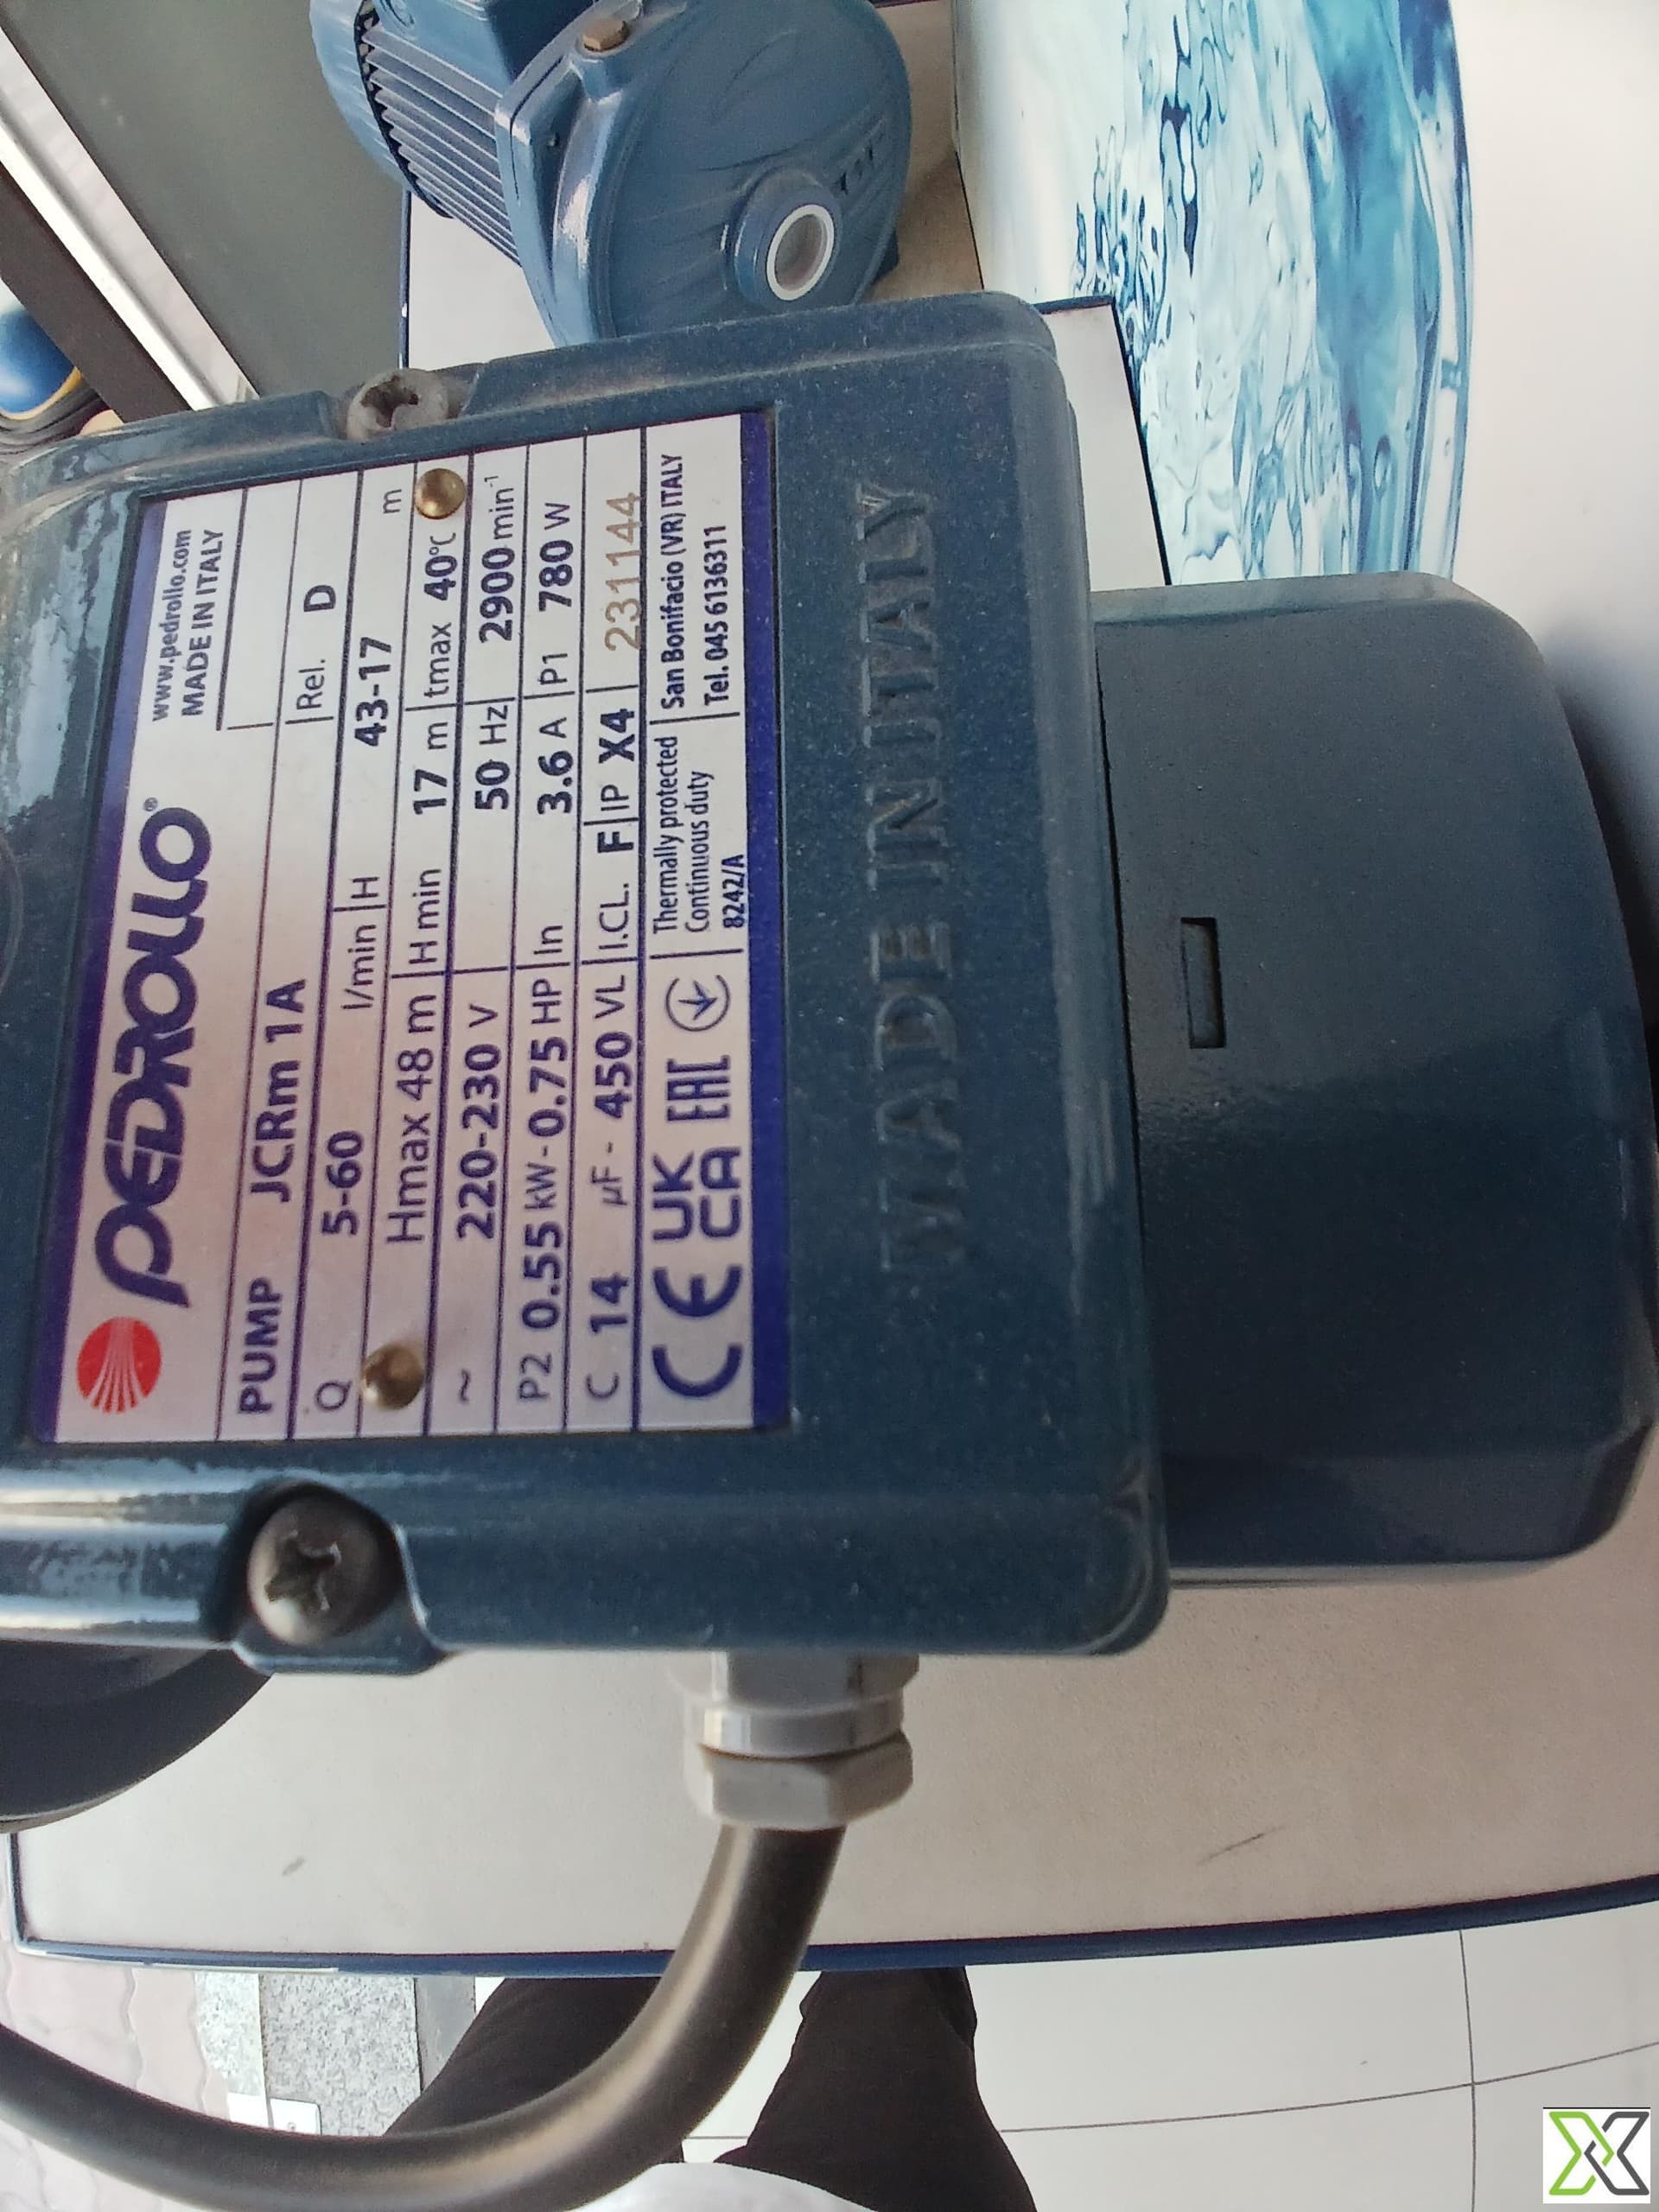 PEDROLLO®
www.pedrollo.com
MADE IN ITALY
PUMP JCRm 1A
Rel. D
Q 5-60 l/min H 43-17 m
Hmax 48 m H min 17 m tmax 40°C
~ 220-230 V 50 Hz 2900 min-1
P2 0.55 kW-0.75 HP In 3.6 A P1 780 W
C 14 µF - 450 VL I.CL. F IP X4 231144
CE UK CA EAC
Thermally protected
Continuous duty
8242/A
San Bonifacio (VR) ITALY
Tel. 045 6136311
MADE IN ITALY